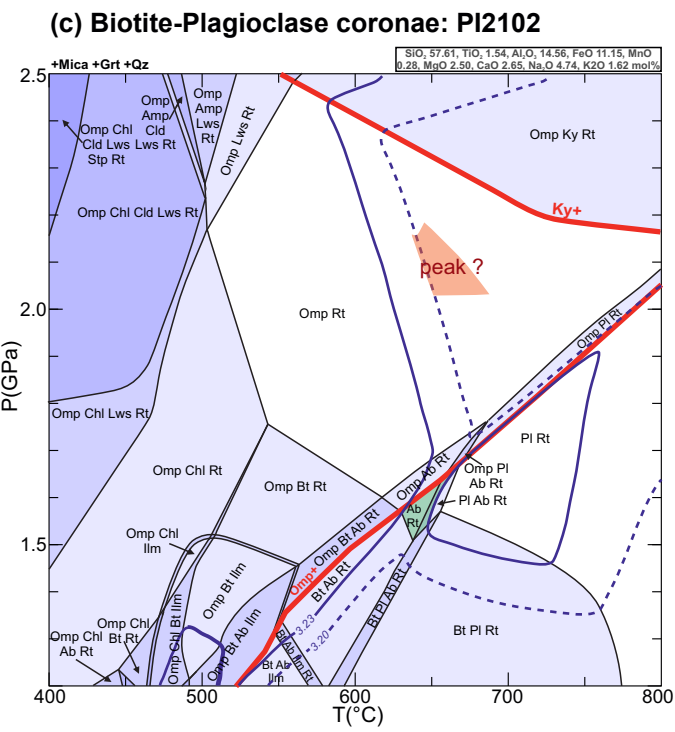 (c) Biotite-Plagioclase coronae: Pl2102
+Mica +Grt +Qz
SiO2 57.61, TiO2 1.54, Al2O3 14.56, FeO 11.15, MnO
0.28, MgO 2.50, CaO 2.65, Na2O 4.74, K2O 1.62 mol%
2.5
2.0
1.5
P(GPa)
400
500
600
700
800
T(°C)
Omp Chl
Cld Lws
Stp Rt
Omp
Amp
Cld
Lws Rt
Omp
Amp
Lws
Rt
Omp Lws Rt
Omp Ky Rt
Ky+
Omp Chl Cld Lws Rt
peak ?
Omp Rt
Omp Pl Rt
Omp Chl Lws Rt
Pl Rt
Omp Chl Rt
Omp Bt Rt
Omp Ab Rt
Omp Pl
Ab Rt
Pl Ab Rt
Ab
Rt
Omp Chl
Ilm
Omp Bt Ab Rt
Omp+
Bt Ab Rt
Omp Bt Ilm
Bt Pl Ab Rt
Omp Chl Bt Ilm
Omp Bt Ab Ilm
3.23
3.20
Omp Chl
Bt Rt
Omp Chl
Ab Rt
Bt Ab Ilm Rt
Bt Ab
Ilm
Bt Pl Rt